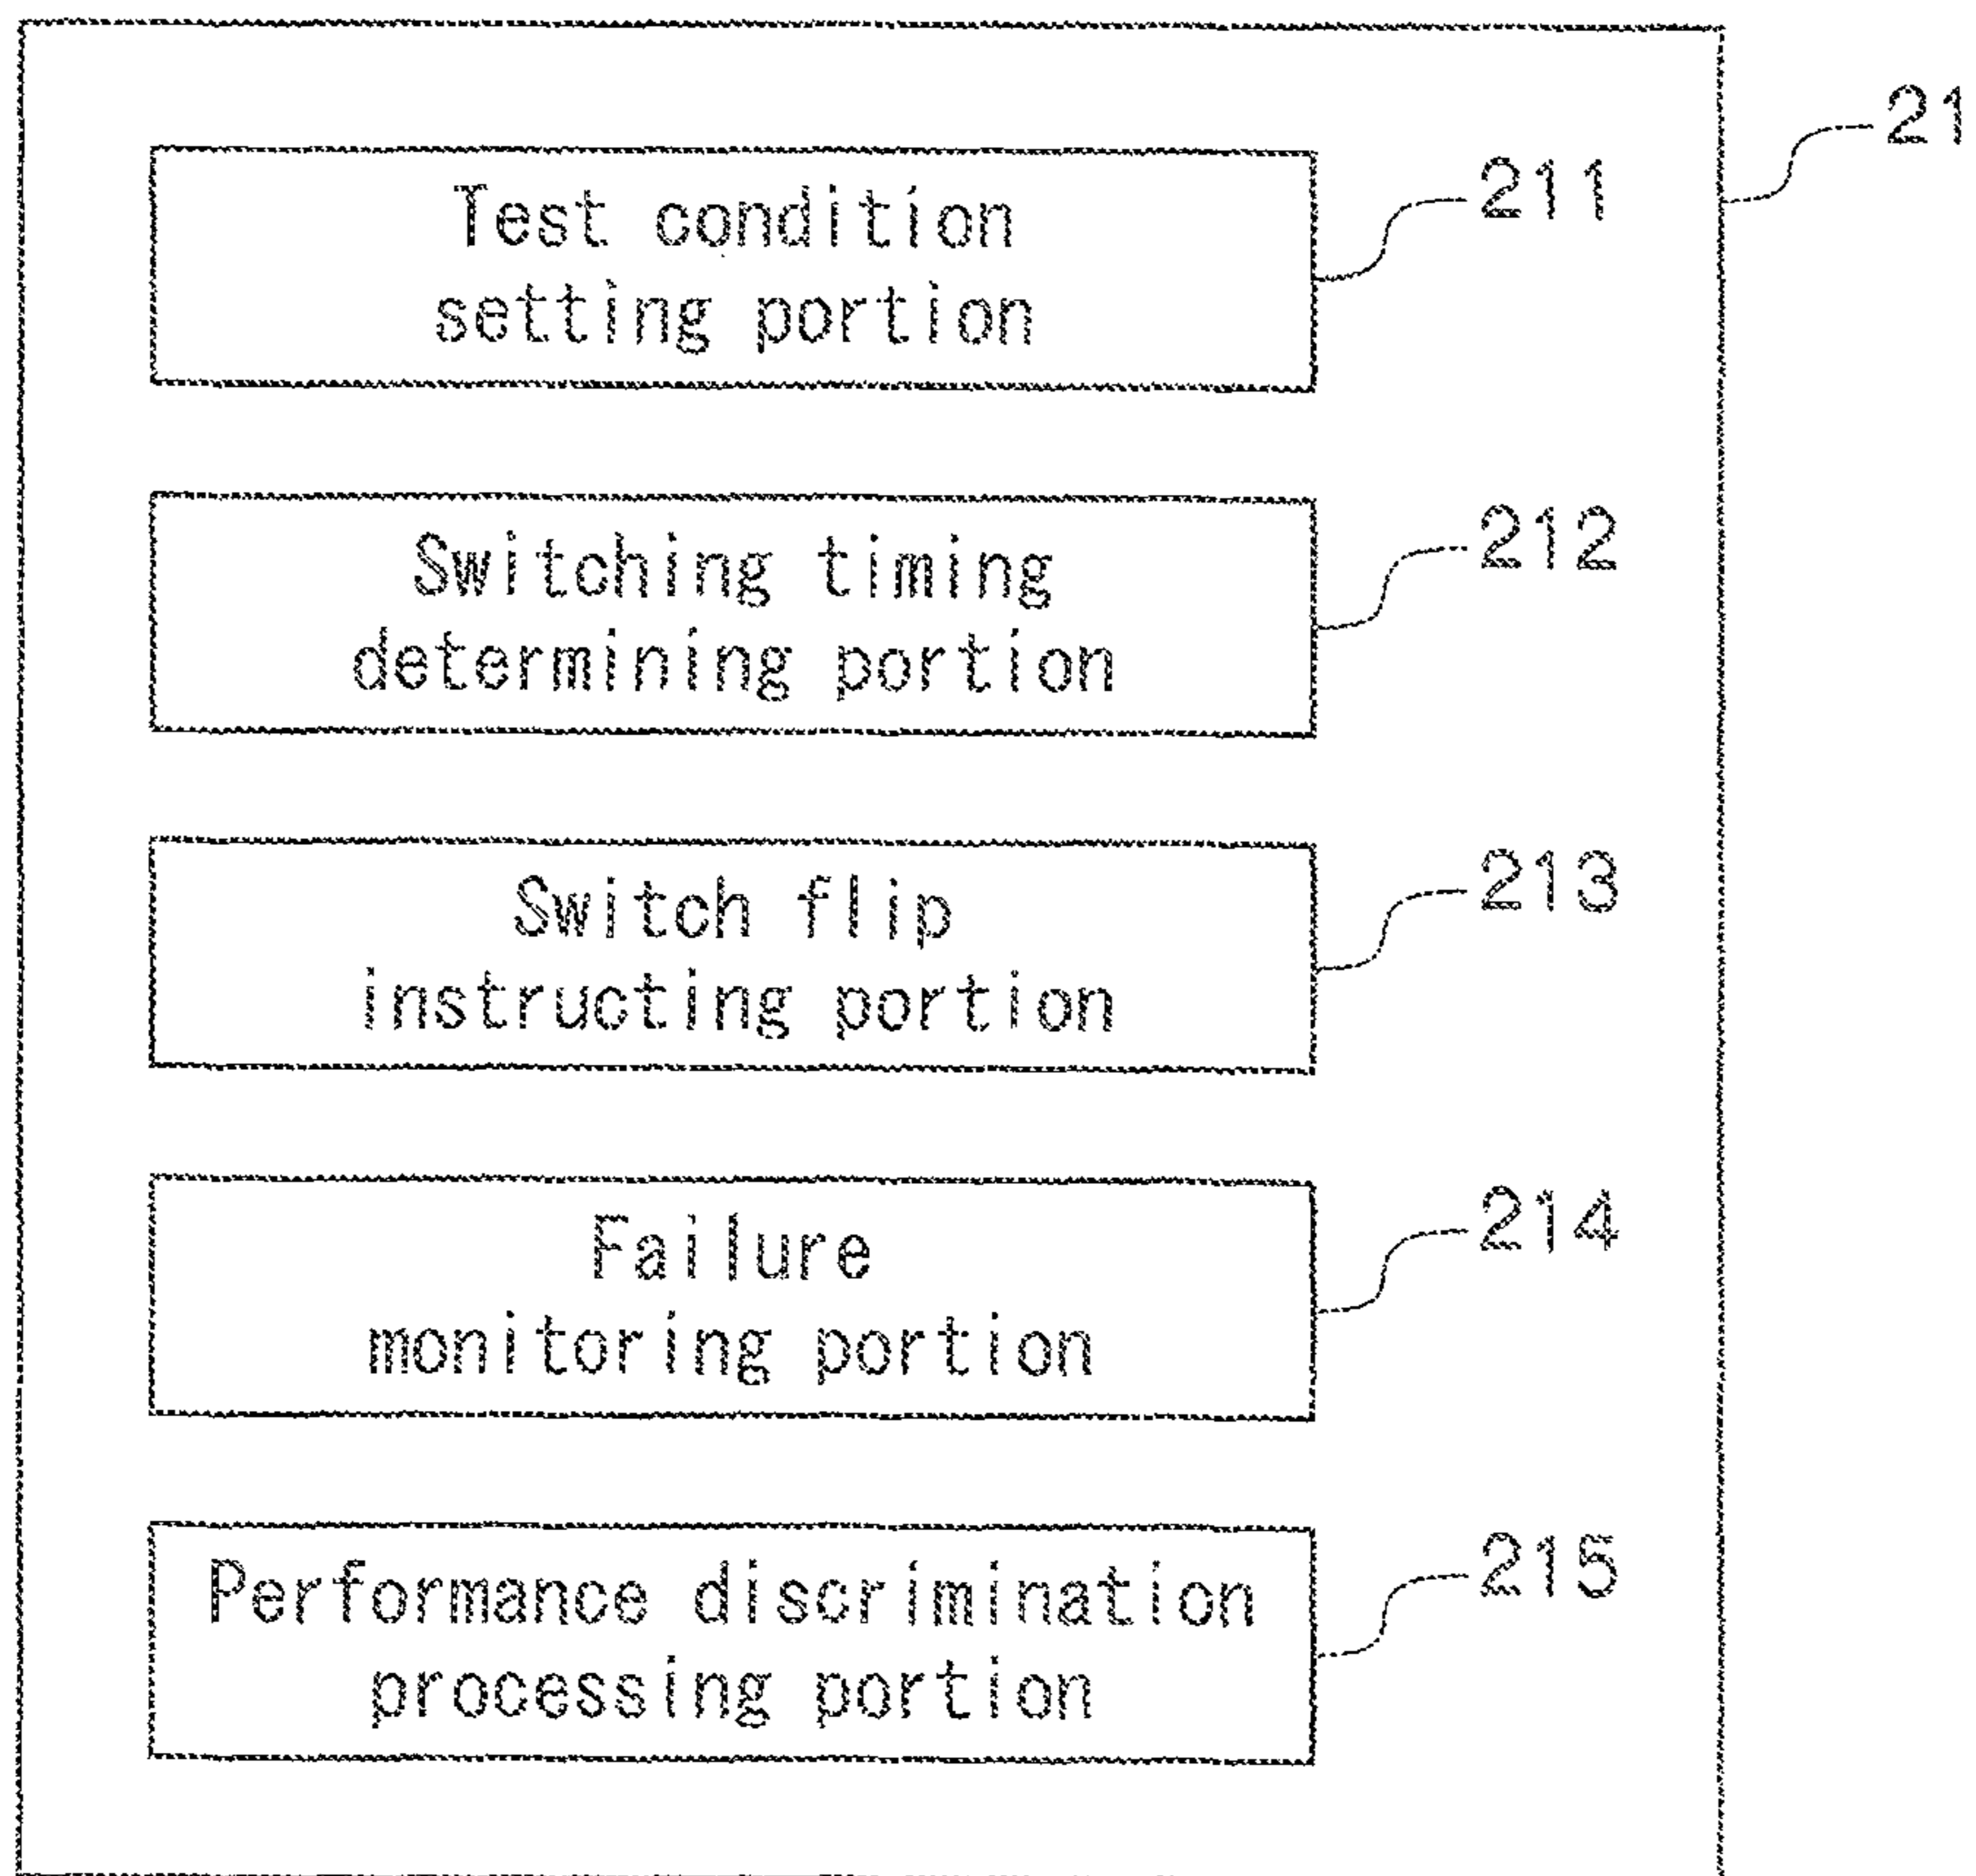 21
Test condition
setting portion
211
Switching timing
determining portion
212
Switch flip
instructing portion
213
Failure
monitoring portion
214
Performance discrimination
processing portion
215